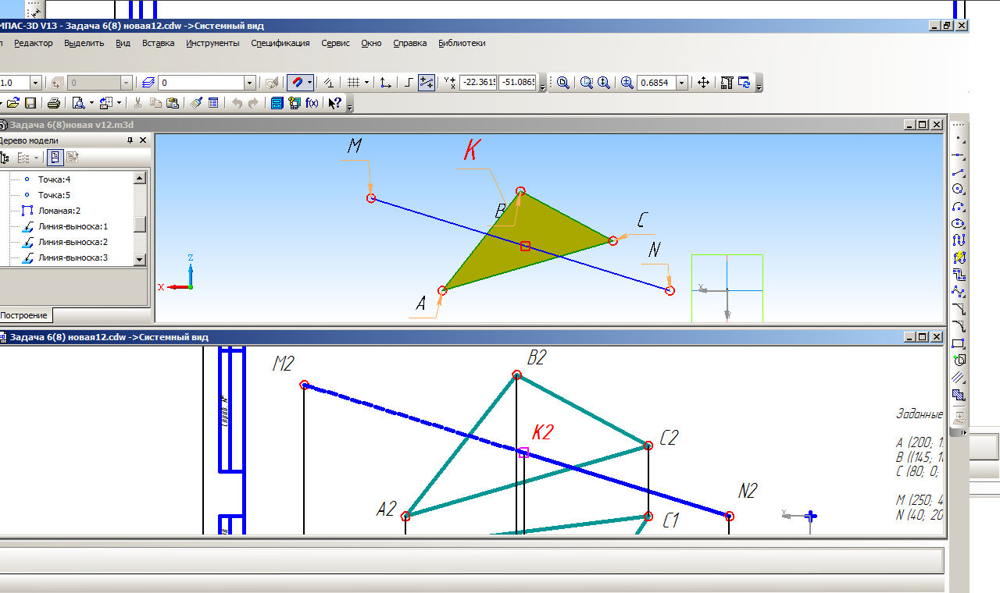 МПАС-3D V13 - Задача 6(8) новая12.cdw ->Системный вид
Редактор Выделить Вид Вставка Инструменты Спецификация Сервис Окно Справка Библиотеки
1.0 0 0 -22.3615 -51.0865 0.6854
f(x)
Задача 6(8)новая v12.m3d
Дерево модели
Точка:4
Точка:5
Ломаная:2
Линия-выноска:1
Линия-выноска:2
Линия-выноска:3
Построение
M
K
B
C
N
A
Z
X
X
Y
Задача 6(8) новая12.cdw ->Системный вид
M2
B2
K2
C2
A2
N2
C1
X
Справ. №
Заданные
A (200; 1
B ((145; 1
C (80; 0;
M (250; 4
N (40; 20